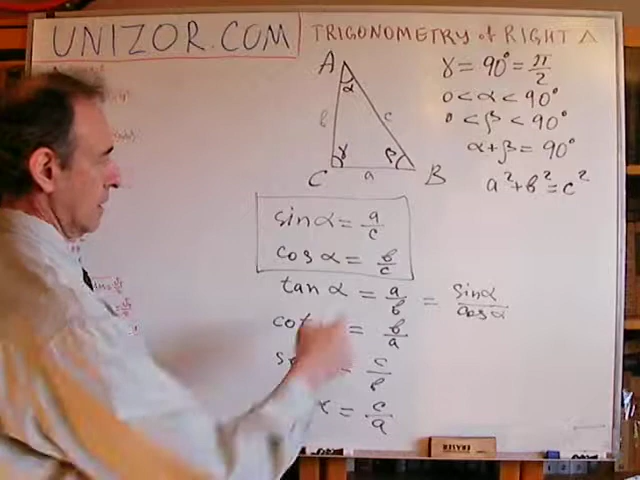 UNIZOR.COM
TRIGONOMETRY of RIGHT Δ
A
α
b
c
γ
β
C
a
B
γ = 90° = π/2
0 < α < 90°
0 < β < 90°
α + β = 90°
a² + b² = c²
sin α = a/c
cos α = b/c
tan α = a/b = sin α/cos α
cot = b/a
= c/b
= c/a
ERASER